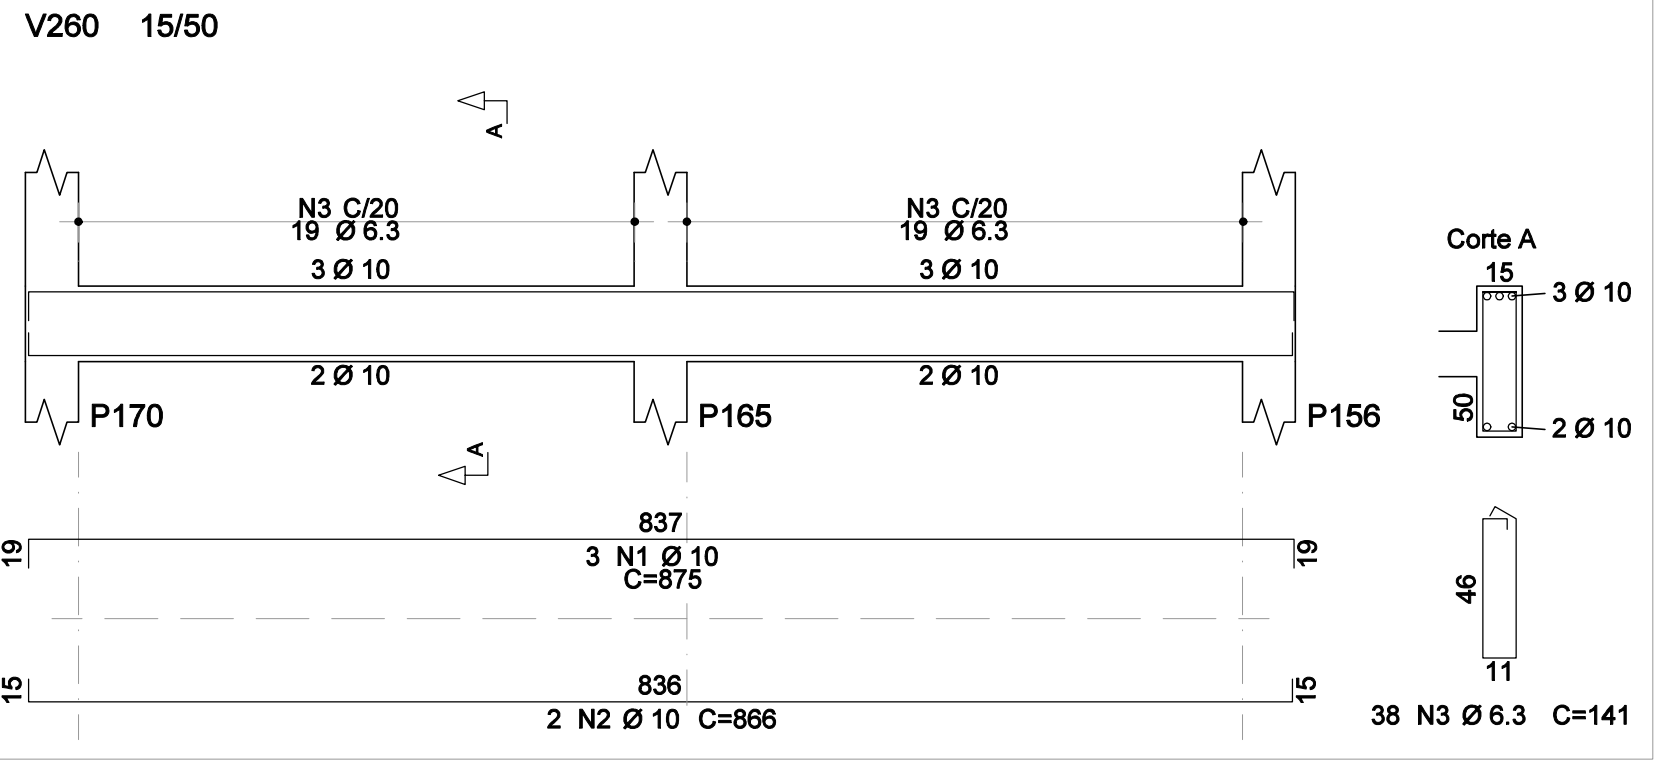 V260 15/50
A
N3 C/20
19 Ø 6.3
3 Ø 10
N3 C/20
19 Ø 6.3
3 Ø 10
2 Ø 10
2 Ø 10
P170
P165
P156
A
Corte A
15
3 Ø 10
50
2 Ø 10
837
19
3 N1 Ø 10
C=875
19
46
11
836
15
2 N2 Ø 10 C=866
15
38 N3 Ø 6.3 C=141